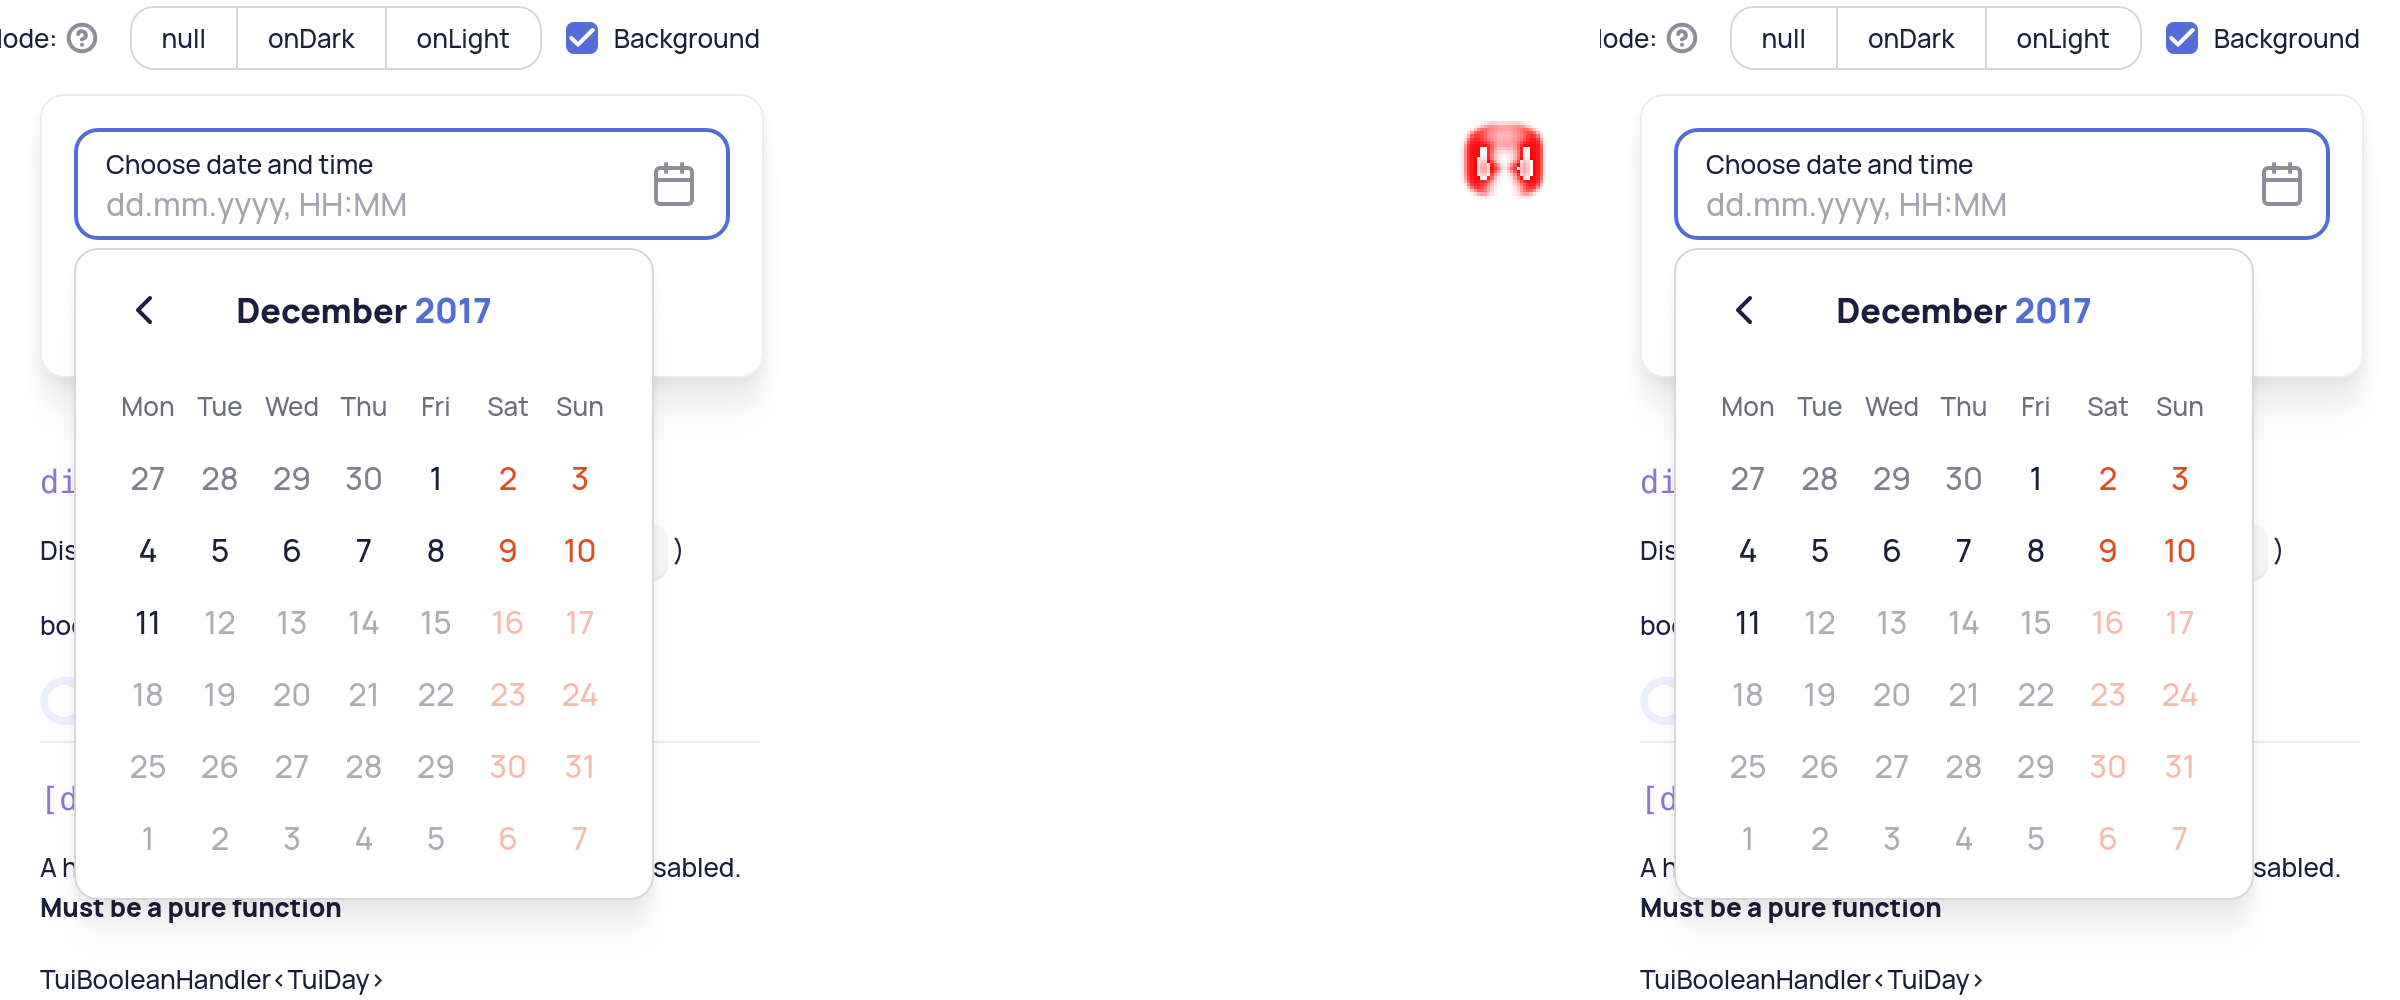 lode: null onDark onLight Background
Choose date and time
dd.mm.yyyy, HH:MM
December 2017
Mon Tue Wed Thu Fri Sat Sun
27 28 29 30 1 2 3
4 5 6 7 8 9 10
11 12 13 14 15 16 17
18 19 20 21 22 23 24
25 26 27 28 29 30 31
1 2 3 4 5 6 7
di
Dis )
boo
[d
A h sabled.
Must be a pure function
TuiBooleanHandler<TuiDay>
lode: null onDark onLight Background
Choose date and time
dd.mm.yyyy, HH:MM
December 2017
Mon Tue Wed Thu Fri Sat Sun
27 28 29 30 1 2 3
4 5 6 7 8 9 10
11 12 13 14 15 16 17
18 19 20 21 22 23 24
25 26 27 28 29 30 31
1 2 3 4 5 6 7
di
Dis )
boo
[d
A h sabled.
Must be a pure function
TuiBooleanHandler<TuiDay>